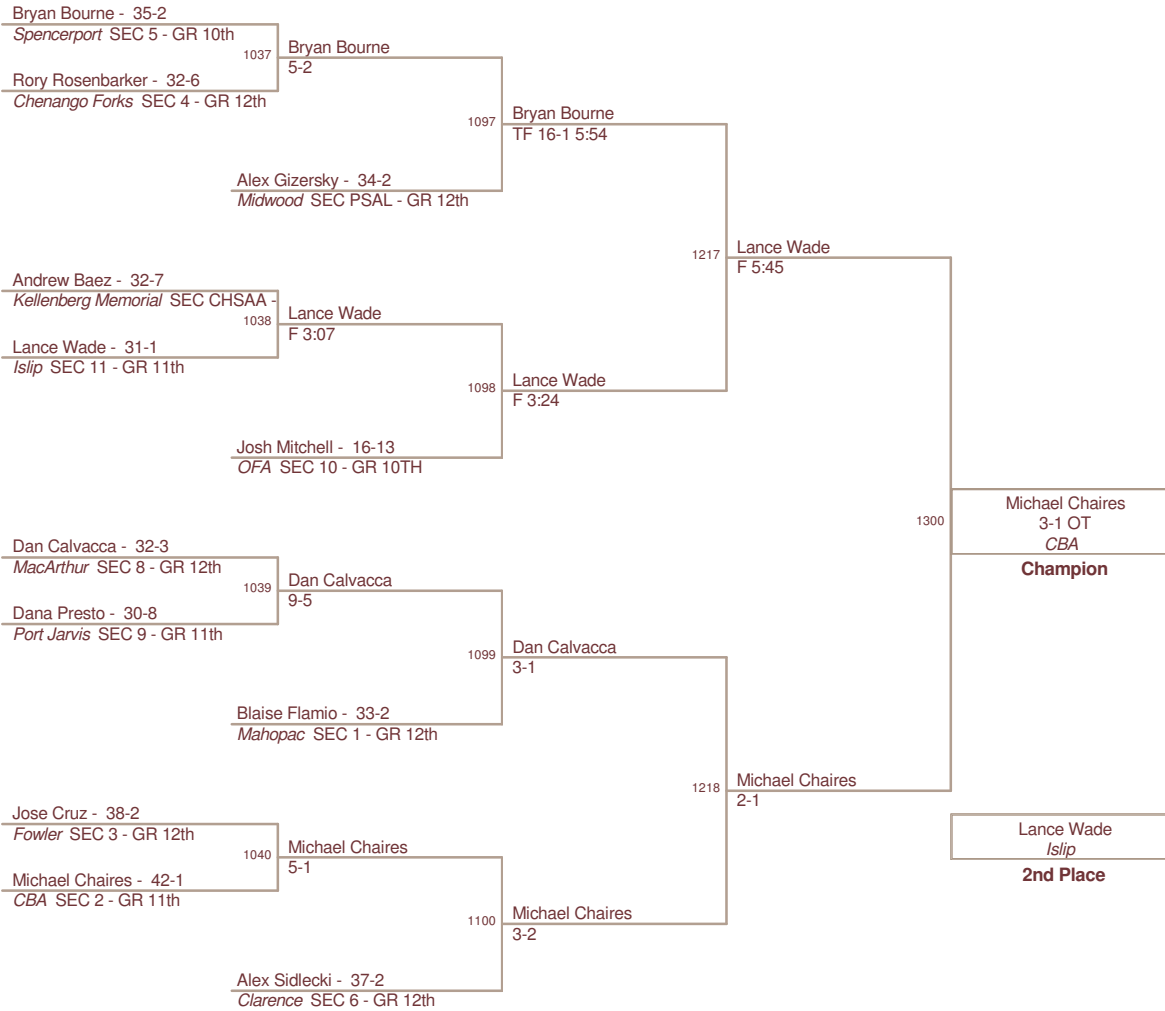 Bryan Bourne - 35-2
Spencerport SEC 5 - GR 10th
1037
Bryan Bourne
5-2
Rory Rosenbarker - 32-6
Chenango Forks SEC 4 - GR 12th
1097
Bryan Bourne
TF 16-1 5:54
Alex Gizersky - 34-2
Midwood SEC PSAL - GR 12th
1217
Lance Wade
F 5:45
Andrew Baez - 32-7
Kellenberg Memorial SEC CHSAA -
1038
Lance Wade
F 3:07
Lance Wade - 31-1
Islip SEC 11 - GR 11th
1098
Lance Wade
F 3:24
Josh Mitchell - 16-13
OFA SEC 10 - GR 10TH
1300
Michael Chaires
3-1 OT
CBA
Champion
Dan Calvacca - 32-3
MacArthur SEC 8 - GR 12th
1039
Dan Calvacca
9-5
Dana Presto - 30-8
Port Jarvis SEC 9 - GR 11th
1099
Dan Calvacca
3-1
Blaise Flamio - 33-2
Mahopac SEC 1 - GR 12th
1218
Michael Chaires
2-1
Jose Cruz - 38-2
Fowler SEC 3 - GR 12th
1040
Michael Chaires
5-1
Michael Chaires - 42-1
CBA SEC 2 - GR 11th
1100
Michael Chaires
3-2
Alex Sidlecki - 37-2
Clarence SEC 6 - GR 12th
Lance Wade
Islip
2nd Place